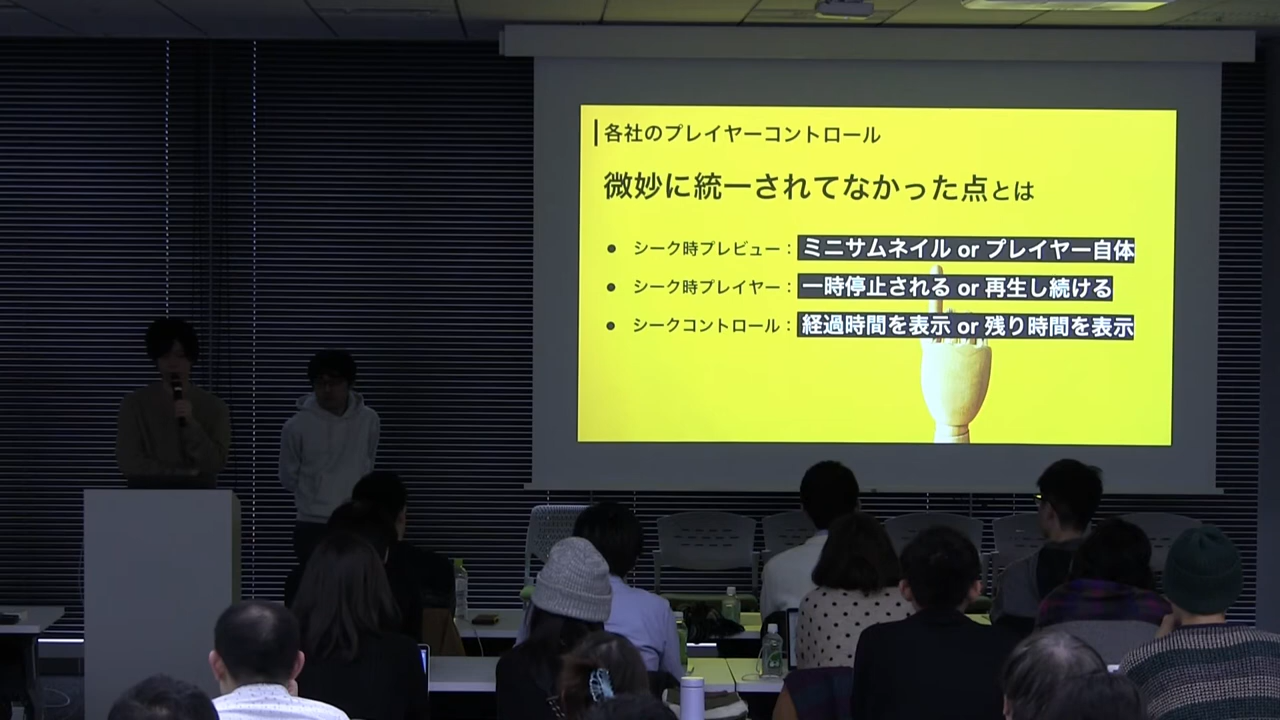 各社のプレイヤーコントロール
微妙に統一されてなかった点とは
● シーク時プレビュー：ミニサムネイル or プレイヤー自体
● シーク時プレイヤー：一時停止される or 再生し続ける
● シークコントロール：経過時間を表示 or 残り時間を表示